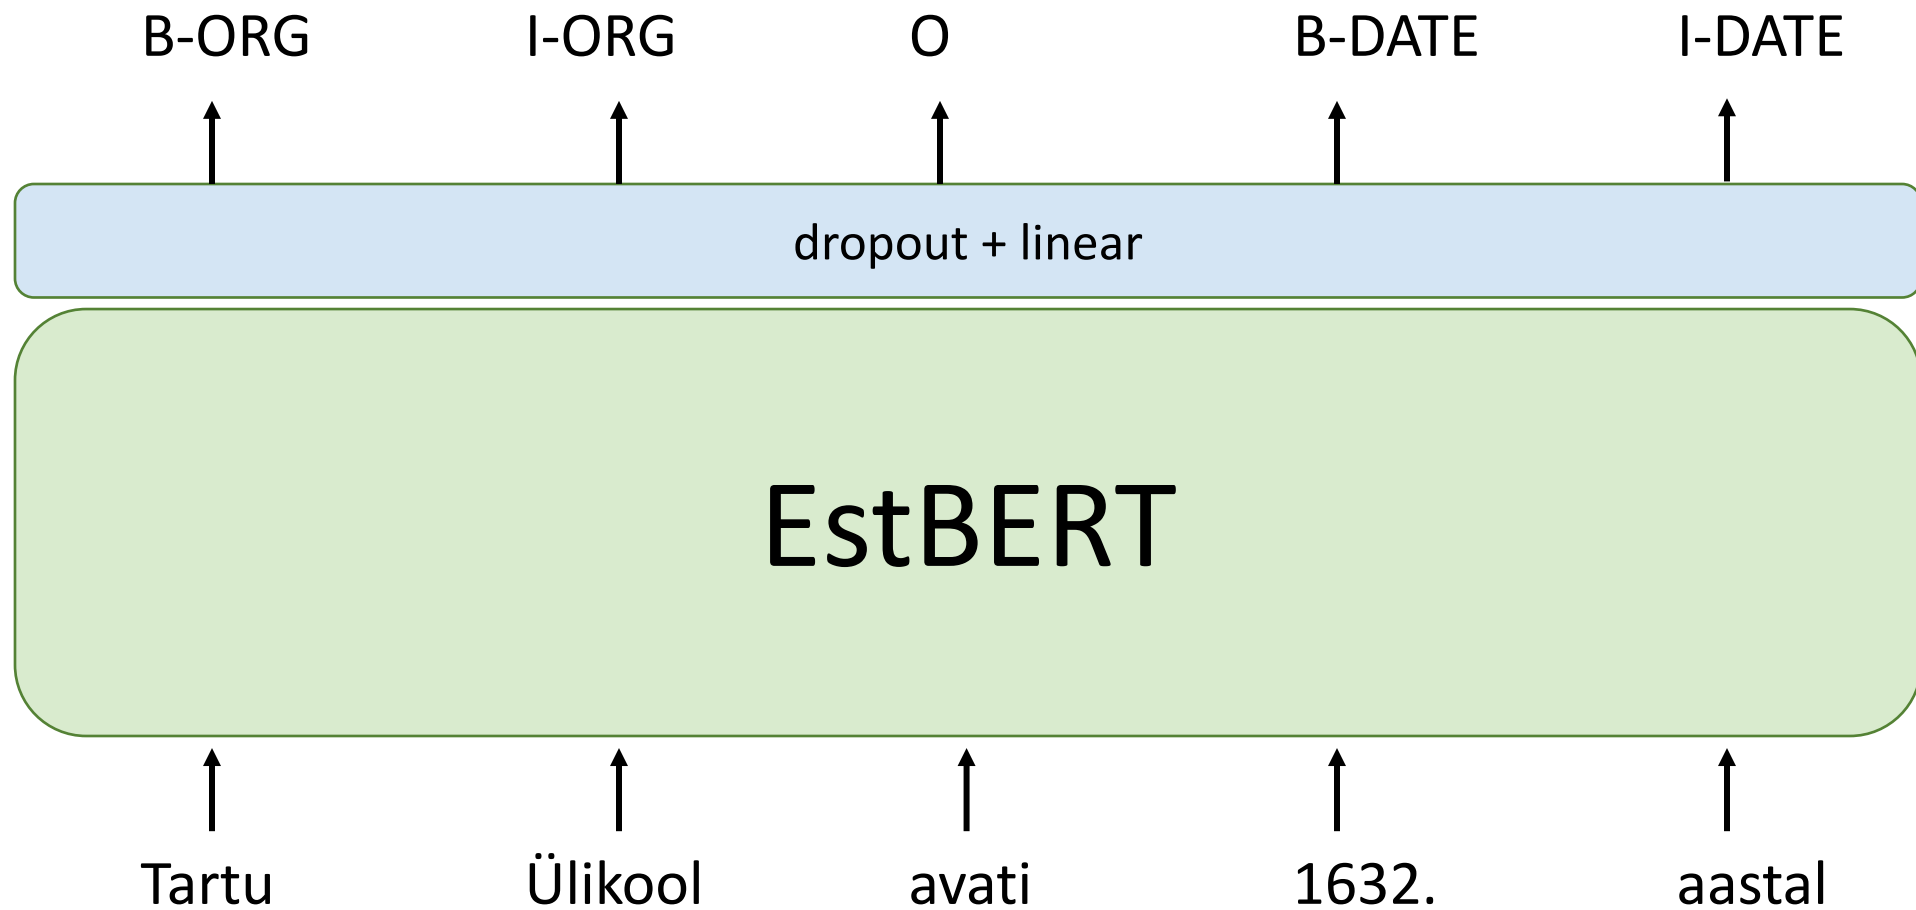 B-ORG I-ORG O B-DATE I-DATE
dropout + linear
EstBERT
Tartu Ülikool avati 1632. aastal